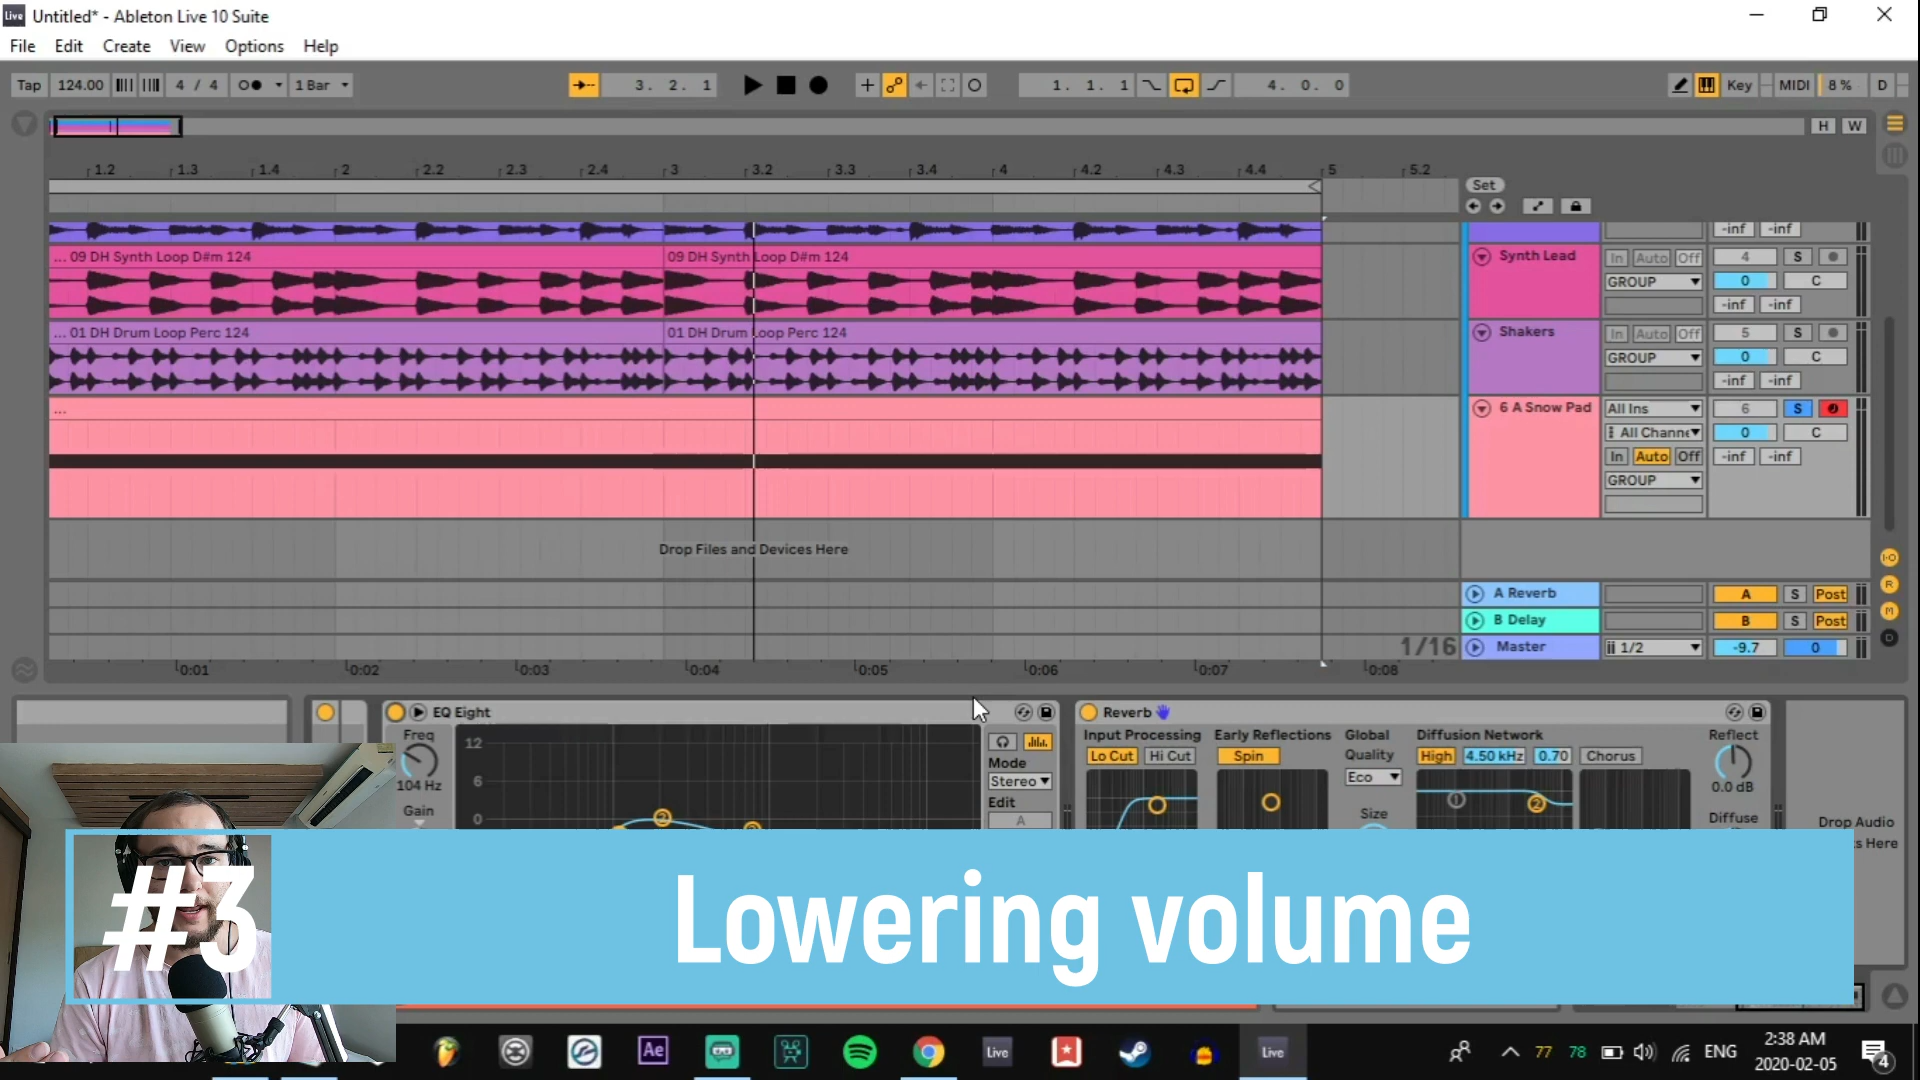 Live Untitled* - Ableton Live 10 Suite
File Edit Create View Options Help
Tap 124.00 4 / 4 1 Bar 3. 2. 1 1. 1. 1 4. 0. 0 Key MIDI 8 % D
H W
1.2 1.3 1.4 2 2.2 2.3 2.4 3 3.2 3.3 3.4 4 4.2 4.3 4.4 5 5.2
Set
-inf -inf
... 09 DH Synth Loop D#m 124 09 DH Synth Loop D#m 124 Synth Lead In Auto Off 4 S
GROUP 0 C
-inf -inf
... 01 DH Drum Loop Perc 124 01 DH Drum Loop Perc 124 Shakers In Auto Off 5 S
GROUP 0 C
-inf -inf
... 6 A Snow Pad All Ins 6 S
All Channe 0 C
In Auto Off -inf -inf
GROUP
Drop Files and Devices Here
I-O
A Reverb A S Post R
B Delay B S Post M
1/16 Master 1/2 -9.7 0 D
0:01 0:02 0:03 0:04 0:05 0:06 0:07 0:08
EQ Eight Reverb
Freq 12 Input Processing Early Reflections Global Diffusion Network Reflect
Mode Lo Cut Hi Cut Spin Quality High 4.50 kHz 0.70 Chorus
104 Hz 6 Stereo Eco 0.0 dB
Gain Edit Size 1 2 Diffuse
0 2 A Drop Audio
s Here
#3 Lowering volume
Ae Live Live 77 78 ENG 2:38 AM
2020-02-05 4